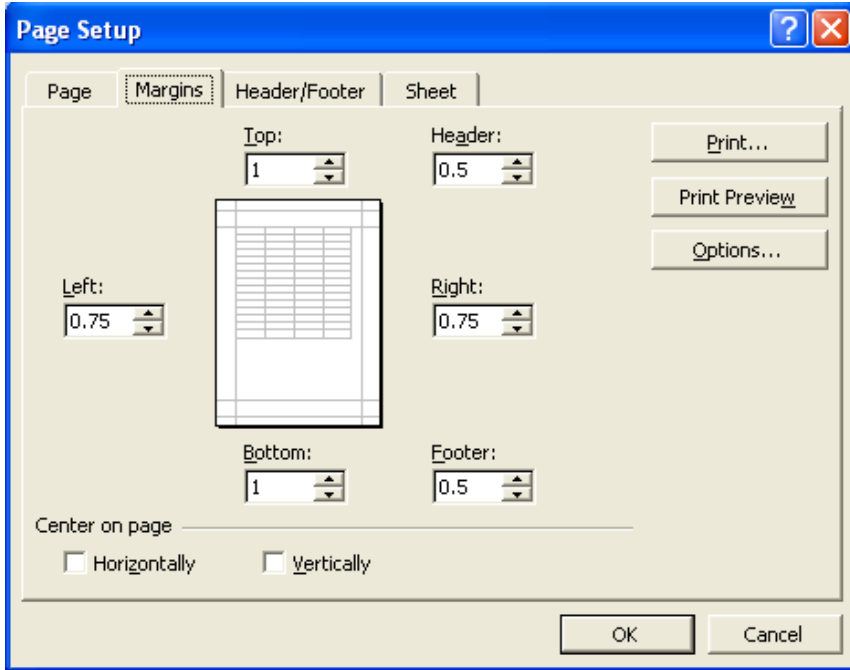 Page Setup
Page Margins Header/Footer Sheet
Top: Header:
1 0.5
Print...
Print Preview
Options...
Left: Right:
0.75 0.75
Bottom: Footer:
1 0.5
Center on page
Horizontally Vertically
OK Cancel